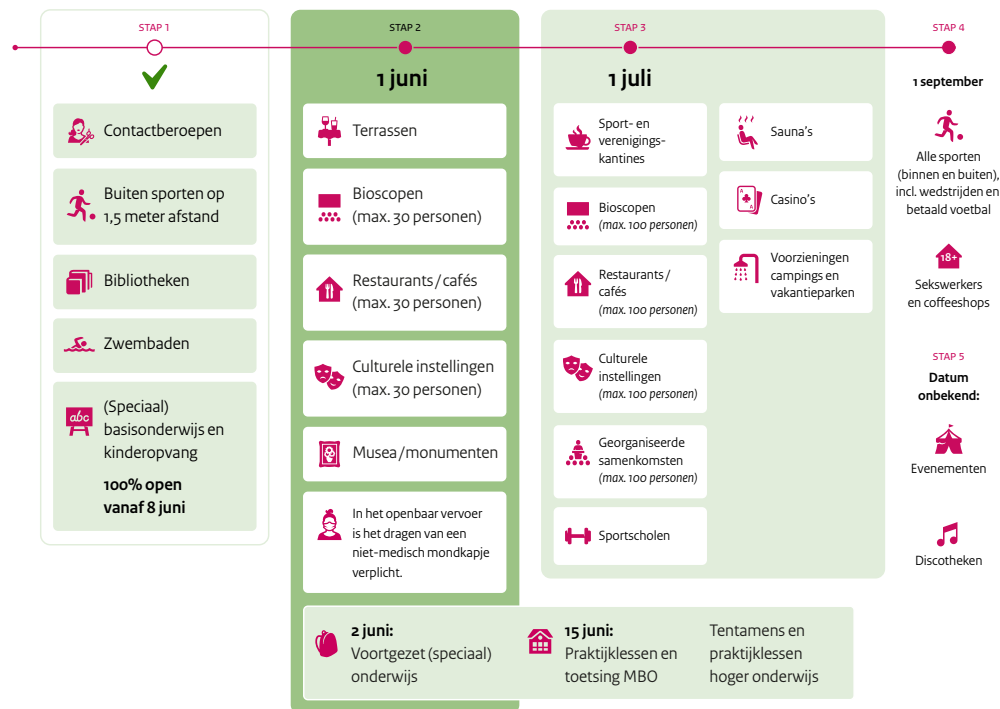 STAP 1
Contactberoepen
Buiten sporten op
1,5 meter afstand
Bibliotheken
Zwembaden
abc
(Speciaal)
basisonderwijs en
kinderopvang
100% open
vanaf 8 juni
STAP 2
1 juni
Terrassen
Bioscopen
(max. 30 personen)
Restaurants/cafés
(max. 30 personen)
Culturele instellingen
(max. 30 personen)
Musea/monumenten
In het openbaar vervoer
is het dragen van een
niet-medisch mondkapje
verplicht.
2 juni:
Voortgezet (speciaal)
onderwijs
15 juni:
Praktijklessen en
toetsing MBO
Tentamens en
praktijklessen
hoger onderwijs
STAP 3
1 juli
Sport- en
verenigings-
kantines
Bioscopen
(max. 100 personen)
Restaurants/
cafés
(max. 100 personen)
Culturele
instellingen
(max. 100 personen)
Georganiseerde
samenkomsten
(max. 100 personen)
Sportscholen
Sauna's
A
A
Casino's
Voorzieningen
campings en
vakantieparken
STAP 4
1 september
Alle sporten
(binnen en buiten),
incl. wedstrijden en
betaald voetbal
18+
Sekswerkers
en coffeeshops
STAP 5
Datum
onbekend:
Evenementen
Discotheken